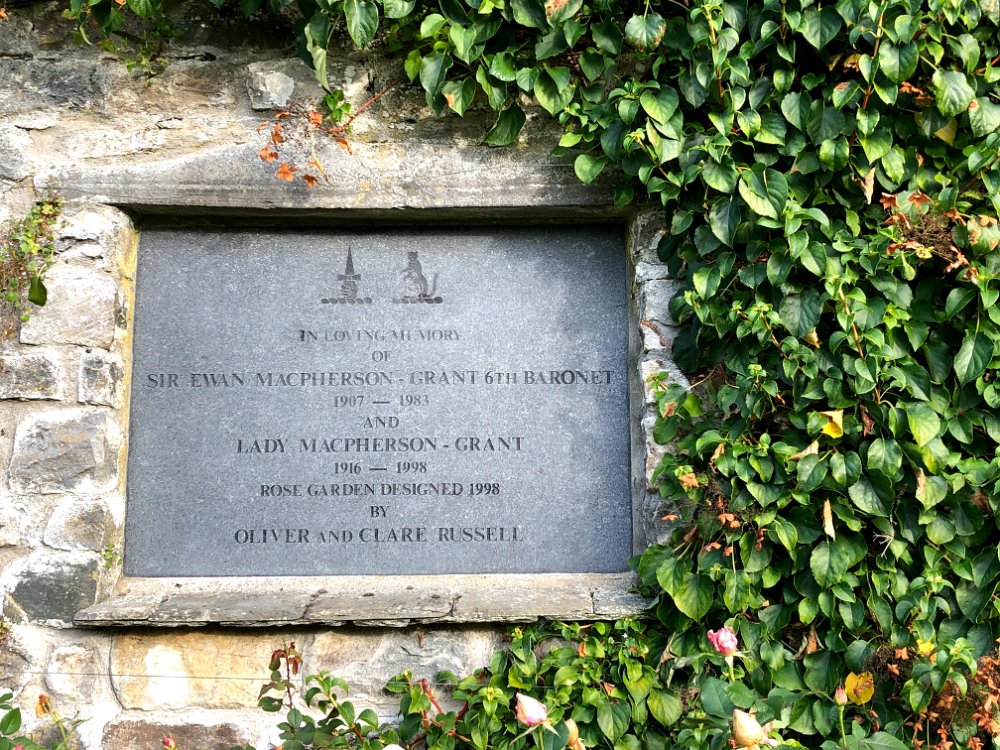 IN LOVING MEMORY
OF
SIR EWAN MACPHERSON-GRANT 6TH BARONET
1907 — 1983
AND
LADY MACPHERSON-GRANT
1916 — 1998
ROSE GARDEN DESIGNED 1998
BY
OLIVER AND CLARE RUSSELL